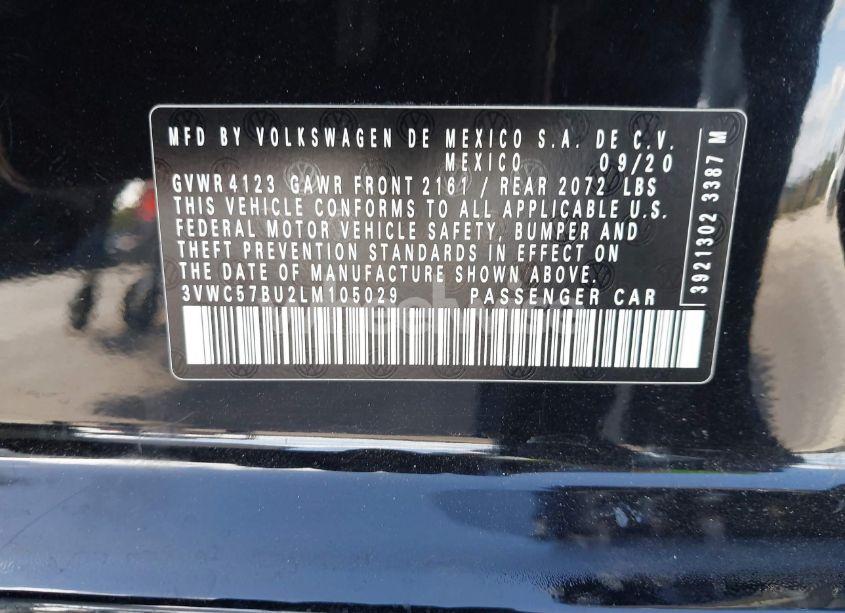 MFD BY VOLKSWAGEN DE MEXICO S.A. DE C.V.
MEXICO 09/20
GVWR 4123 GAWR FRONT 2161 / REAR 2072 LBS
THIS VEHICLE CONFORMS TO ALL APPLICABLE U.S.
FEDERAL MOTOR VEHICLE SAFETY, BUMPER AND
THEFT PREVENTION STANDARDS IN EFFECT ON
THE DATE OF MANUFACTURE SHOWN ABOVE.
3VWC57BU2LM105029 PASSENGER CAR
3921302 3387 M